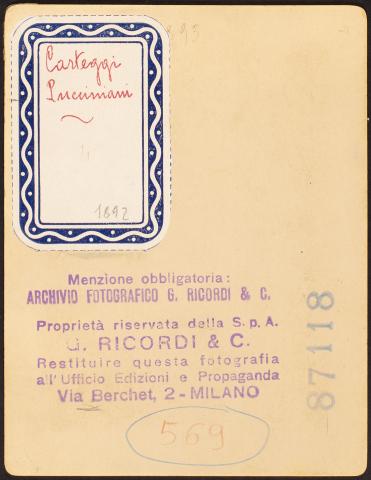 Carteggi
Pucciniani
1892
Menzione obbligatoria:
ARCHIVIO FOTOGRAFICO G. RICORDI & C.
Proprietà riservata della S.p.A.
G. RICORDI & C.
Restituire questa fotografia
all'Ufficio Edizioni e Propaganda
Via Berchet, 2 - MILANO
87118
569